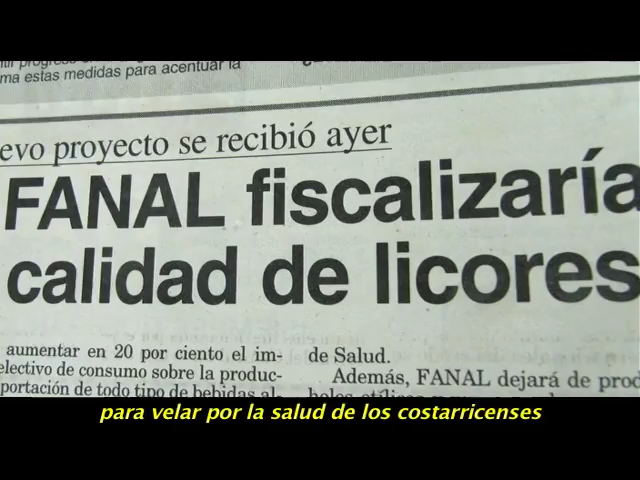 ma estas medidas para acentuar la
evo proyecto se recibió ayer
FANAL fiscalizaría
calidad de licores
aumentar en 20 por ciento el im-
electivo de consumo sobre la produc-
portación de todo tipo de bebidas al-
de Salud.
Además, FANAL dejará de prod
para velar por la salud de los costarricenses